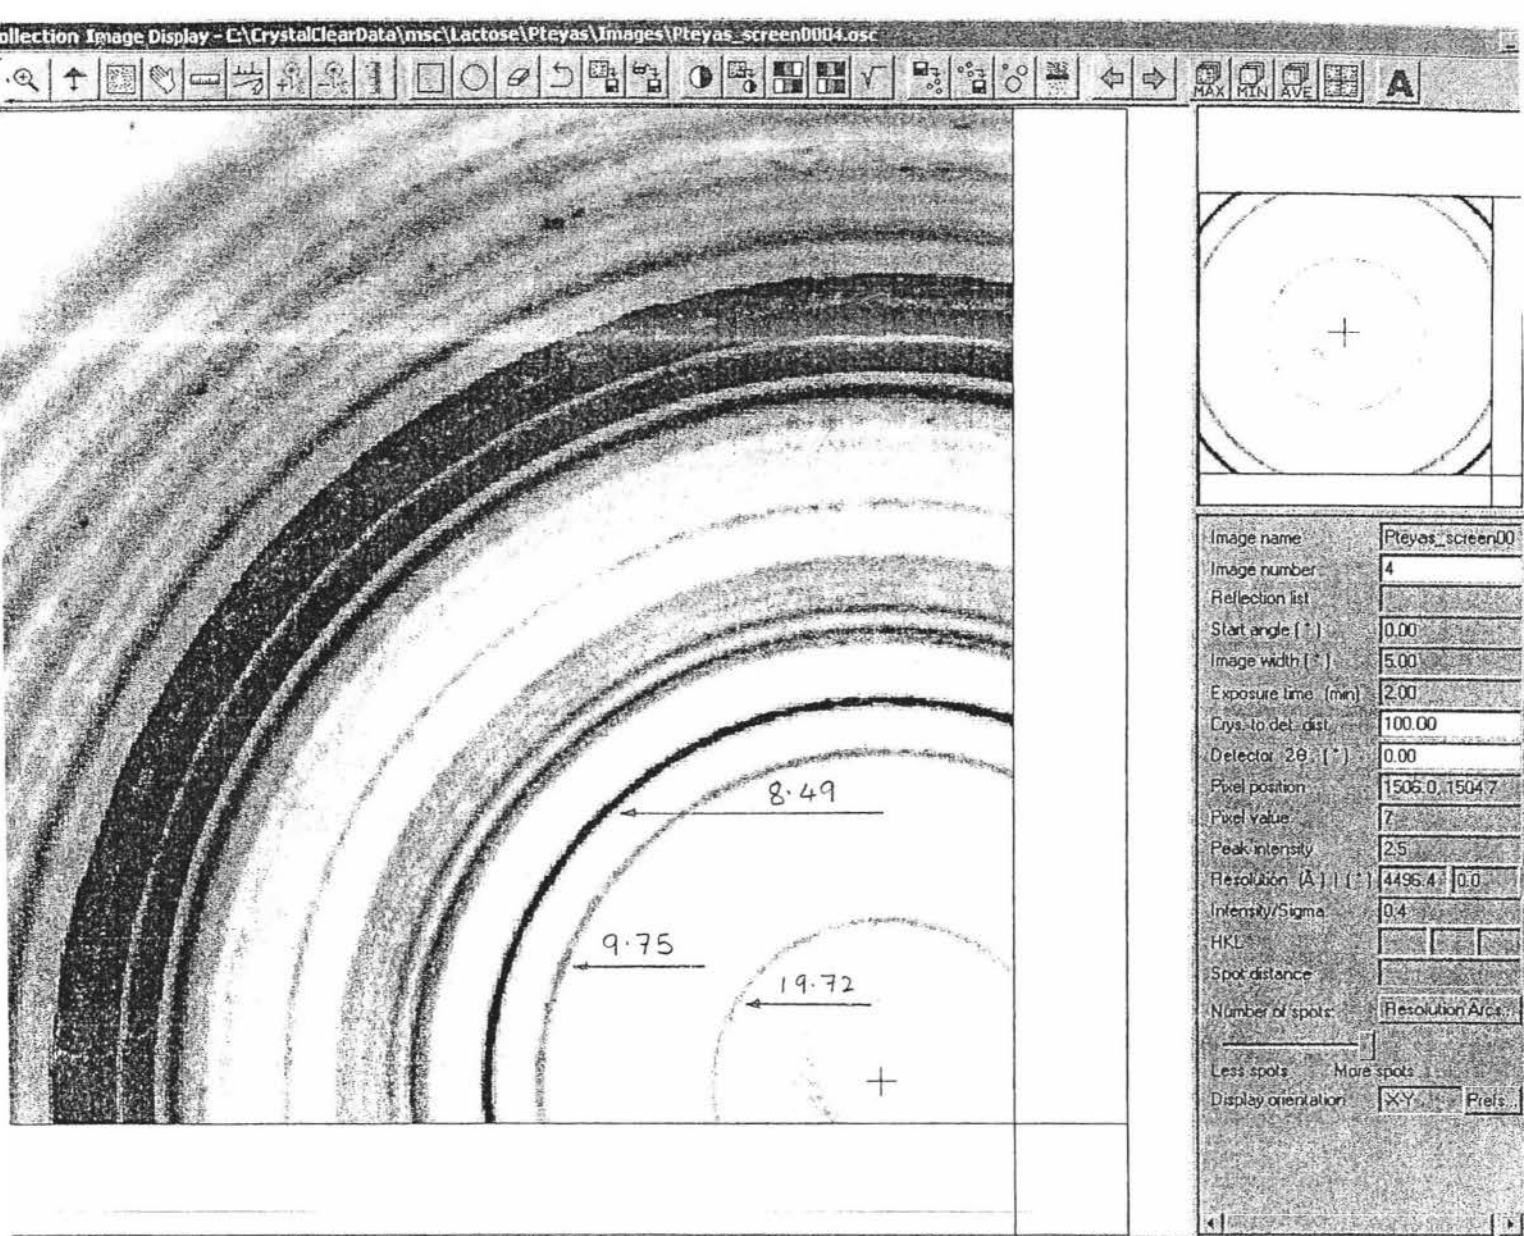 ollection Image Display - E:\CrystalClearData\msc\Lactose\Pteyas\Images\Pteyas_screen0004.osc
MAX MIN AVE A
Image name Pteyas_screen00
Image number 4
Reflection list
Start angle (°) 0.00
Image width (°) 5.00
Exposure time (min) 2.00
Crys. to det. dist. 100.00
Detector 2θ (°) 0.00
Pixel position 1506.0, 1504.7
Pixel value 7
Peak intensity 2.5
Resolution (Å) | (°) 4496.4 0.0
Intensity/Sigma 0.4
HKL
Spot distance
Number of spots: Resolution Arcs...
Less spots More spots
Display orientation X-Y Prefs...
8.49
9.75
19.72